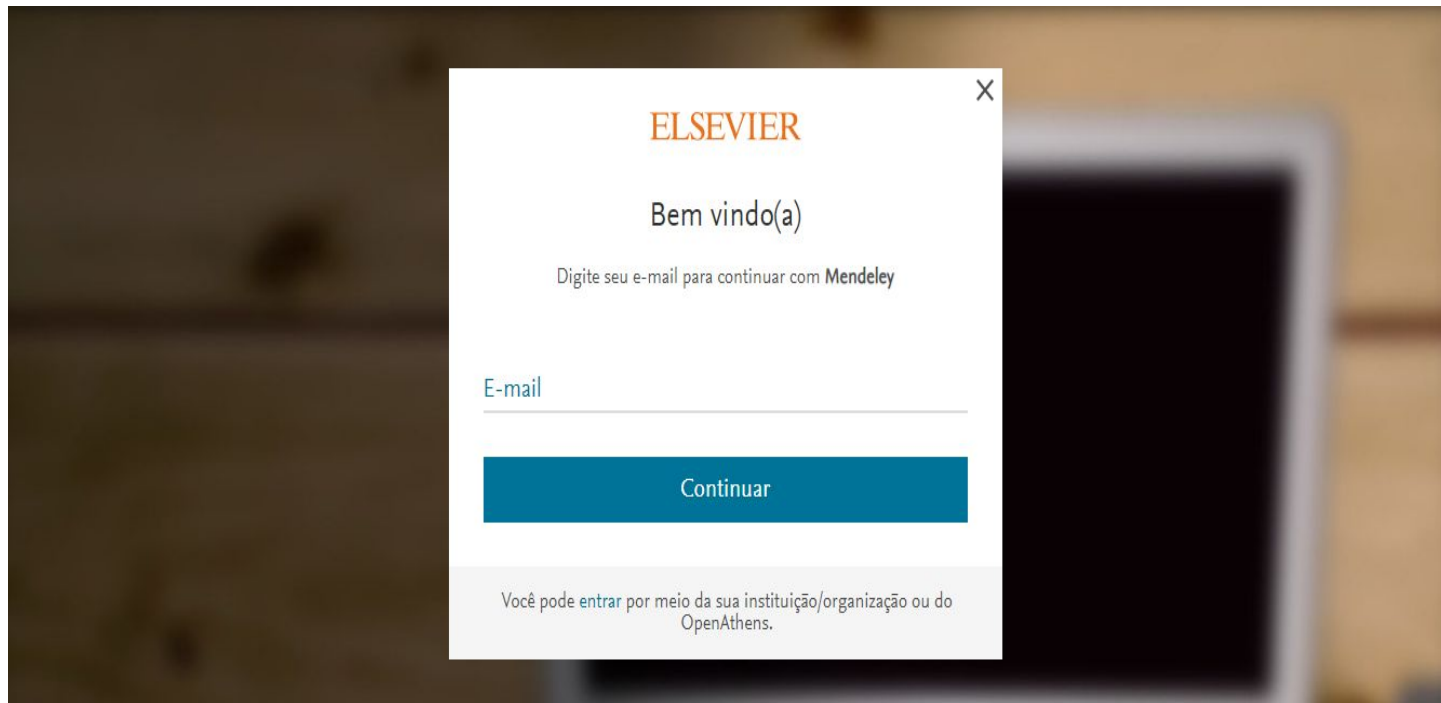 ELSEVIER
Bem vindo(a)
Digite seu e-mail para continuar com Mendeley
E-mail
Continuar
Você pode entrar por meio da sua instituição/organização ou do
OpenAthens.